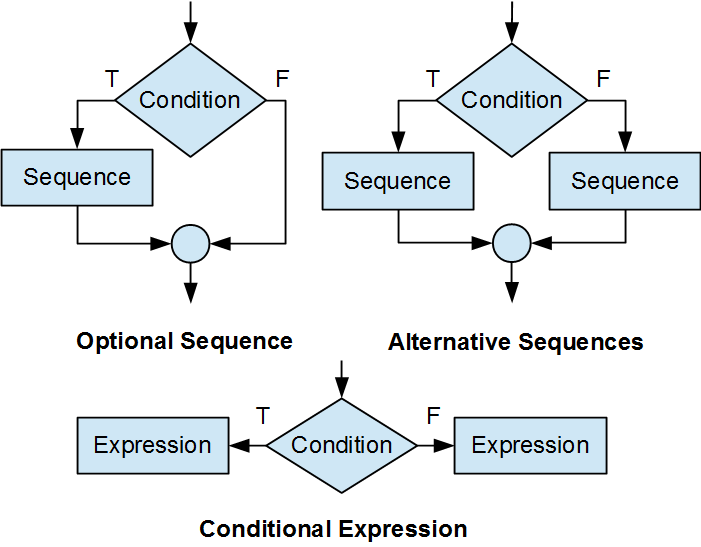 T
F
Condition
Sequence
Optional Sequence
T
F
Condition
Sequence
Sequence
Alternative Sequences
T
F
Expression
Condition
Expression
Conditional Expression